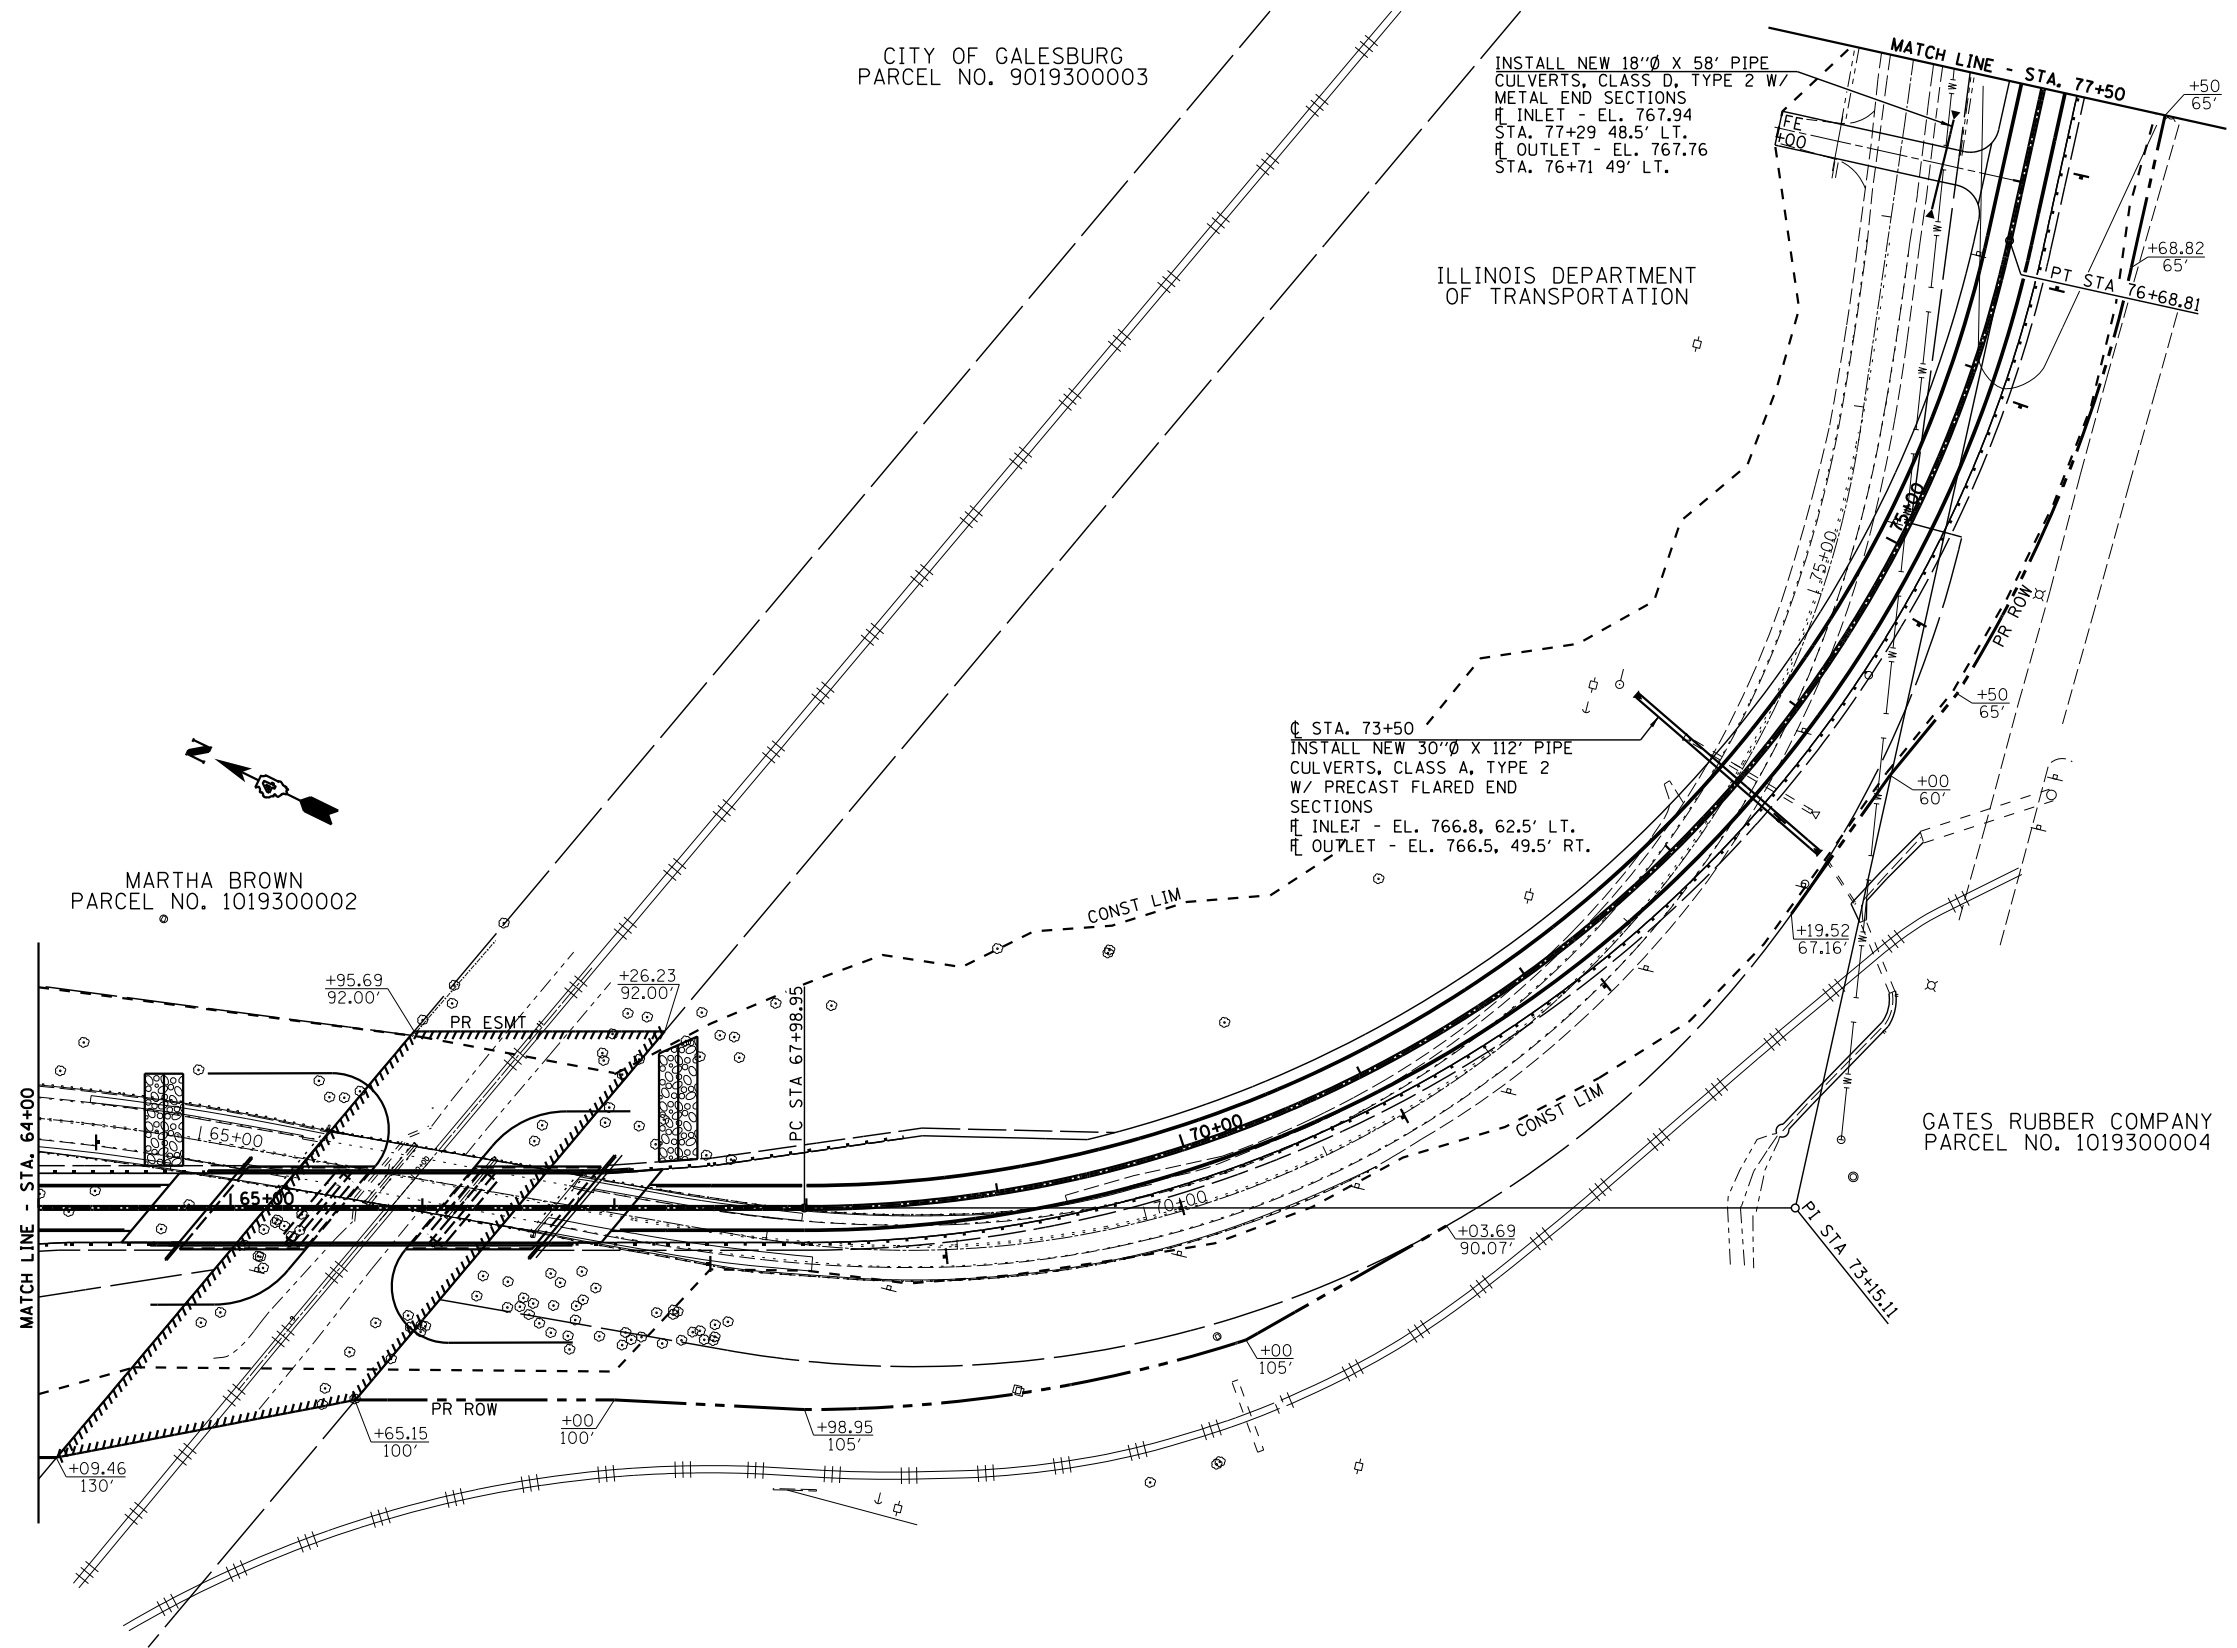 CITY OF GALESBURG
PARCEL NO. 9019300003
INSTALL NEW 18"Ø X 58' PIPE
CULVERTS, CLASS D, TYPE 2 W/
METAL END SECTIONS
FL INLET - EL. 767.94
STA. 77+29 48.5' LT.
FL OUTLET - EL. 767.76
STA. 76+71 49' LT.
MATCH LINE - STA. 77+50
+50
65'
FE
+00
+68.82
65'
PT STA 76+68.81
ILLINOIS DEPARTMENT
OF TRANSPORTATION
75+00
75+00
PR ROW
+50
65'
+00
60'
℄ STA. 73+50
INSTALL NEW 30"Ø X 112' PIPE
CULVERTS, CLASS A, TYPE 2
W/ PRECAST FLARED END
SECTIONS
FL INLET - EL. 766.8, 62.5' LT.
FL OUTLET - EL. 766.5, 49.5' RT.
N
MARTHA BROWN
PARCEL NO. 1019300002
CONST LIM
+19.52
67.16'
+95.69
92.00'
+26.23
92.00'
PR ESMT
PC STA 67+98.95
MATCH LINE - STA. 64+00
65+00
65+00
70+00
70+00
CONST LIM
GATES RUBBER COMPANY
PARCEL NO. 1019300004
PI STA 73+15.11
+03.69
90.07'
+00
105'
PR ROW
+65.15
100'
+00
100'
+98.95
105'
+09.46
130'
W
W
W
W
W
W
W